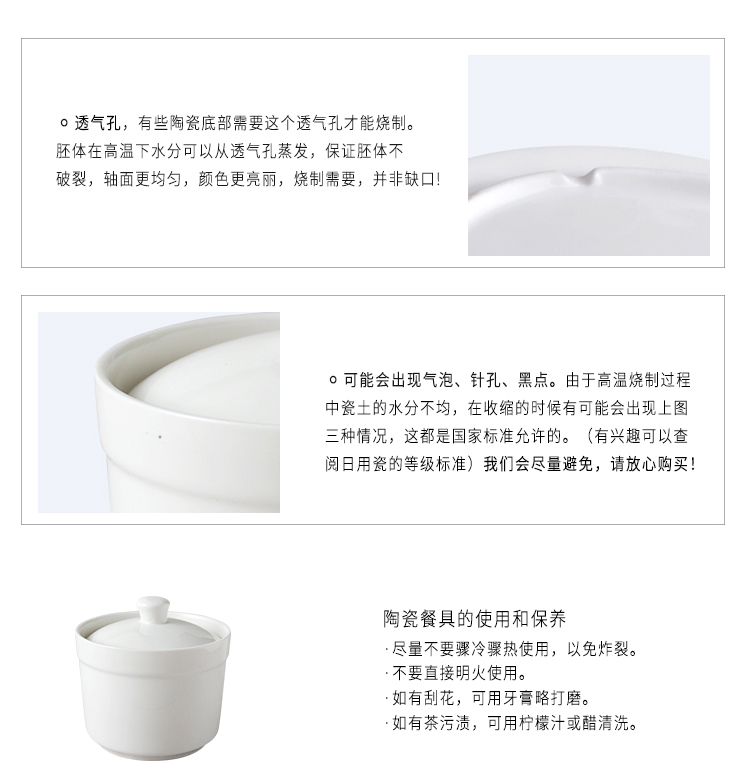 透气孔，有些陶瓷底部需要这个透气孔才能烧制。
胚体在高温下水分可以从透气孔蒸发，保证胚体不
破裂，轴面更均匀，颜色更亮丽，烧制需要，并非缺口!
可能会出现气泡、针孔、黑点。由于高温烧制过程
中瓷土的水分不均，在收缩的时候有可能会出现上图
三种情况，这都是国家标准允许的。（有兴趣可以查
阅日用瓷的等级标准）我们会尽量避免，请放心购买!
陶瓷餐具的使用和保养
·尽量不要骤冷骤热使用，以免炸裂。
·不要直接明火使用。
·如有刮花，可用牙膏略打磨。
·如有茶污渍，可用柠檬汁或醋清洗。